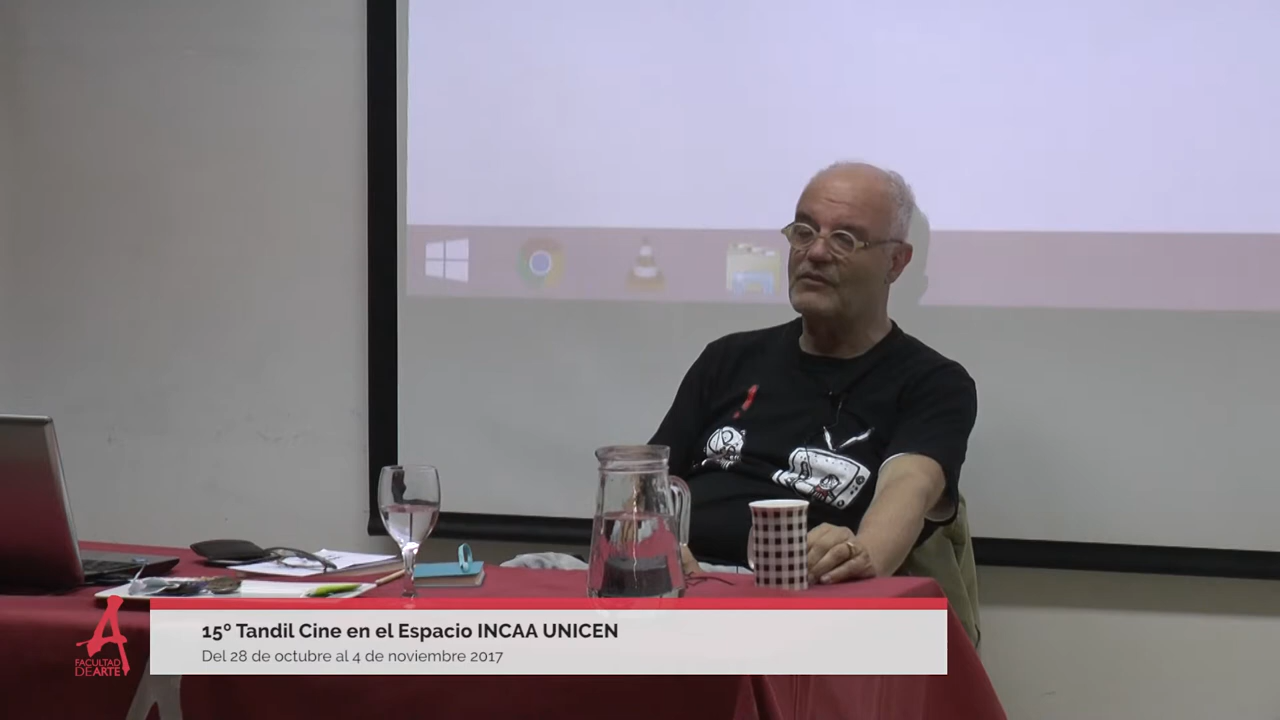 15º Tandil Cine en el Espacio INCAA UNICEN
Del 28 de octubre al 4 de noviembre 2017
FACULTAD
DE ARTE